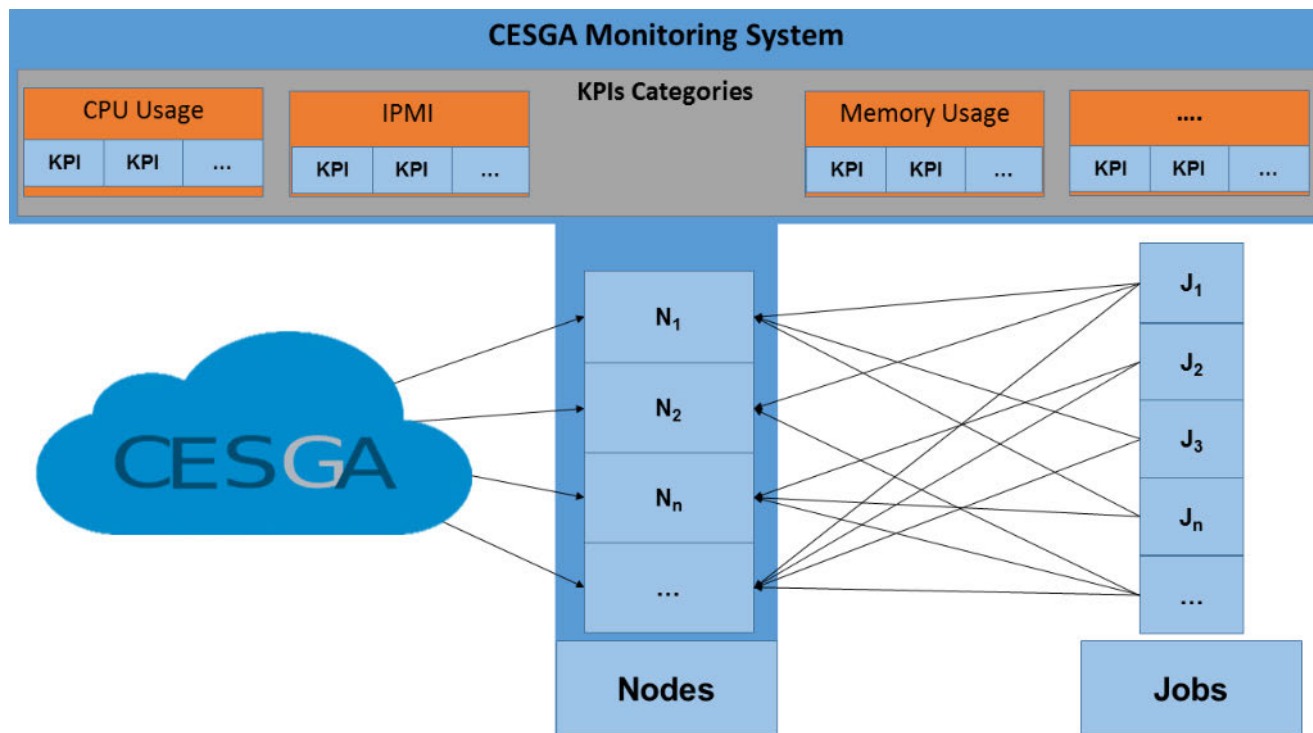 CESGA Monitoring System
KPIs Categories
CPU Usage
KPI KPI ...
IPMI
KPI KPI ...
Memory Usage
KPI KPI ...
....
KPI KPI ...
CESGA
N₁
N₂
Nₙ
...
Nodes
J₁
J₂
J₃
Jₙ
...
Jobs